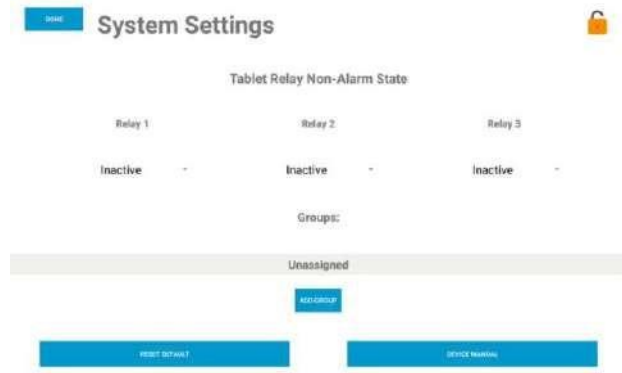 DONE
System Settings
Tablet Relay Non-Alarm State
Relay 1 Relay 2 Relay 3
Inactive Inactive Inactive
Groups:
Unassigned
ADD GROUP
RESET DEFAULT DEVICE MANUAL